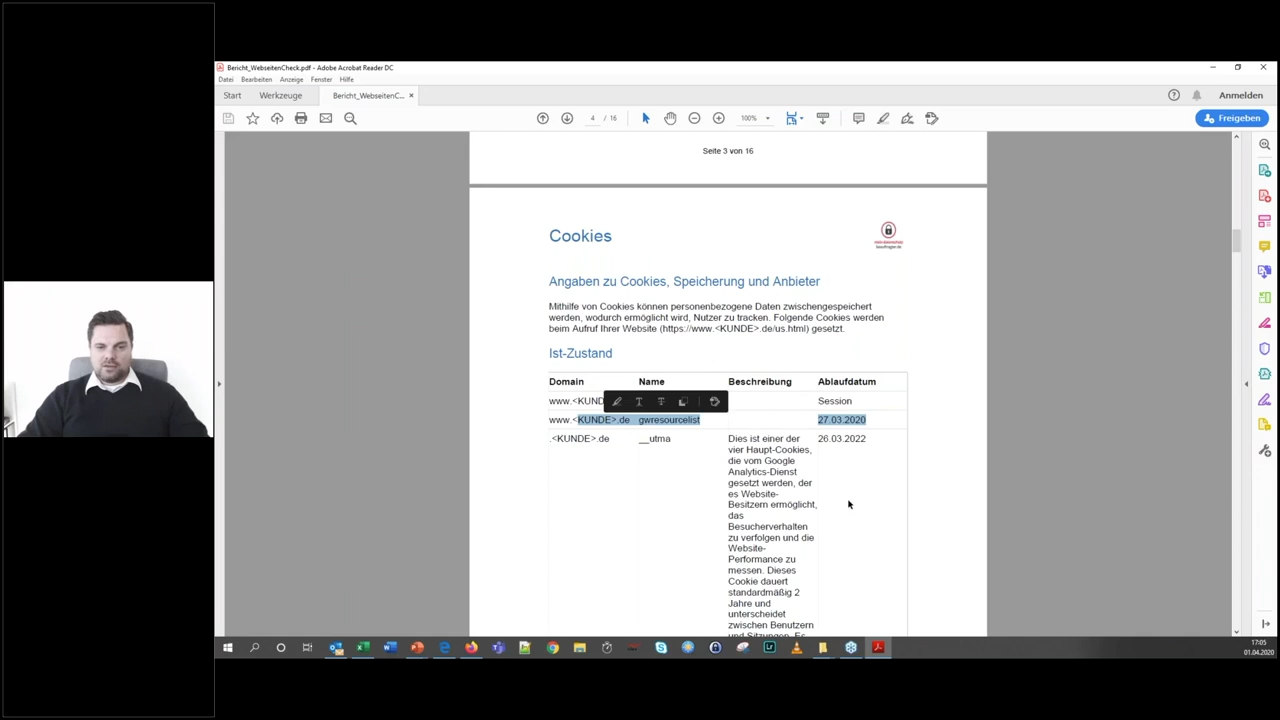 Bericht_WebseitenCheck.pdf - Adobe Acrobat Reader DC
Datei Bearbeiten Anzeige Fenster Hilfe
Start Werkzeuge Bericht_WebseitenC... ×
Anmelden
4 / 16 100%
Freigeben
Seite 3 von 16
Cookies
Angaben zu Cookies, Speicherung und Anbieter
Mithilfe von Cookies können personenbezogene Daten zwischengespeichert
werden, wodurch ermöglicht wird, Nutzer zu tracken. Folgende Cookies werden
beim Aufruf Ihrer Website (https://www.<KUNDE>.de/us.html) gesetzt.
Ist-Zustand
Domain Name Beschreibung Ablaufdatum
www.<KUND Session
www.<KUNDE>.de gwresourcelist 27.03.2020
.<KUNDE>.de __utma Dies ist einer der 26.03.2022
vier Haupt-Cookies,
die vom Google
Analytics-Dienst
gesetzt werden, der
es Website-
Besitzern ermöglicht,
das
Besucherverhalten
zu verfolgen und die
Website-
Performance zu
messen. Dieses
Cookie dauert
standardmäßig 2
Jahre und
unterscheidet
zwischen Benutzern
und Sitzungen. Es
17:05
01.04.2020